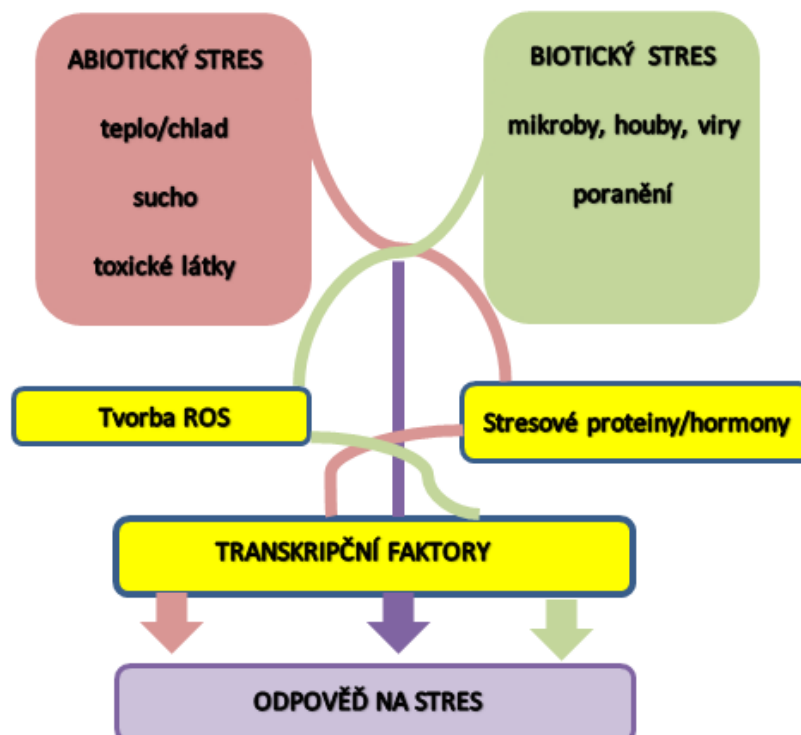 ABIOTICKÝ STRES
teplo/chlad
sucho
toxické látky
BIOTICKÝ STRES
mikroby, houby, viry
poranění
Tvorba ROS
Stresové proteiny/hormony
TRANSKRIPČNÍ FAKTORY
ODPOVĚĎ NA STRES